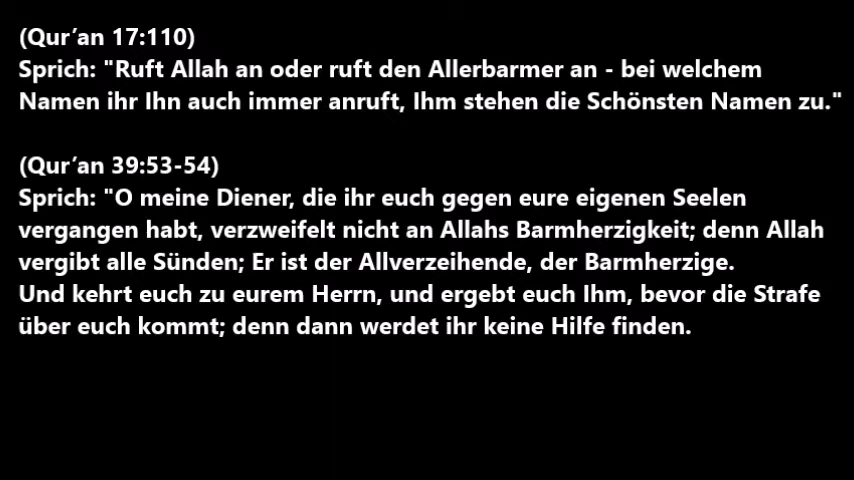 (Qur’an 17:110)
Sprich: "Ruft Allah an oder ruft den Allerbarmer an - bei welchem
Namen ihr Ihn auch immer anruft, Ihm stehen die Schönsten Namen zu."
(Qur’an 39:53-54)
Sprich: "O meine Diener, die ihr euch gegen eure eigenen Seelen
vergangen habt, verzweifelt nicht an Allahs Barmherzigkeit; denn Allah
vergibt alle Sünden; Er ist der Allverzeihende, der Barmherzige.
Und kehrt euch zu eurem Herrn, und ergebt euch Ihm, bevor die Strafe
über euch kommt; denn dann werdet ihr keine Hilfe finden.